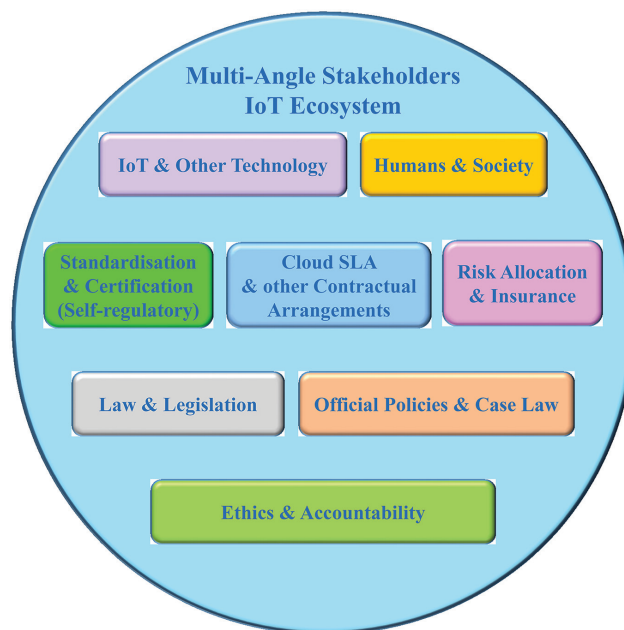 Multi-Angle Stakeholders
IoT Ecosystem
IoT & Other Technology
Humans & Society
Standardisation
& Certification
(Self-regulatory)
Cloud SLA
& other Contractual
Arrangements
Risk Allocation
& Insurance
Law & Legislation
Official Policies & Case Law
Ethics & Accountability